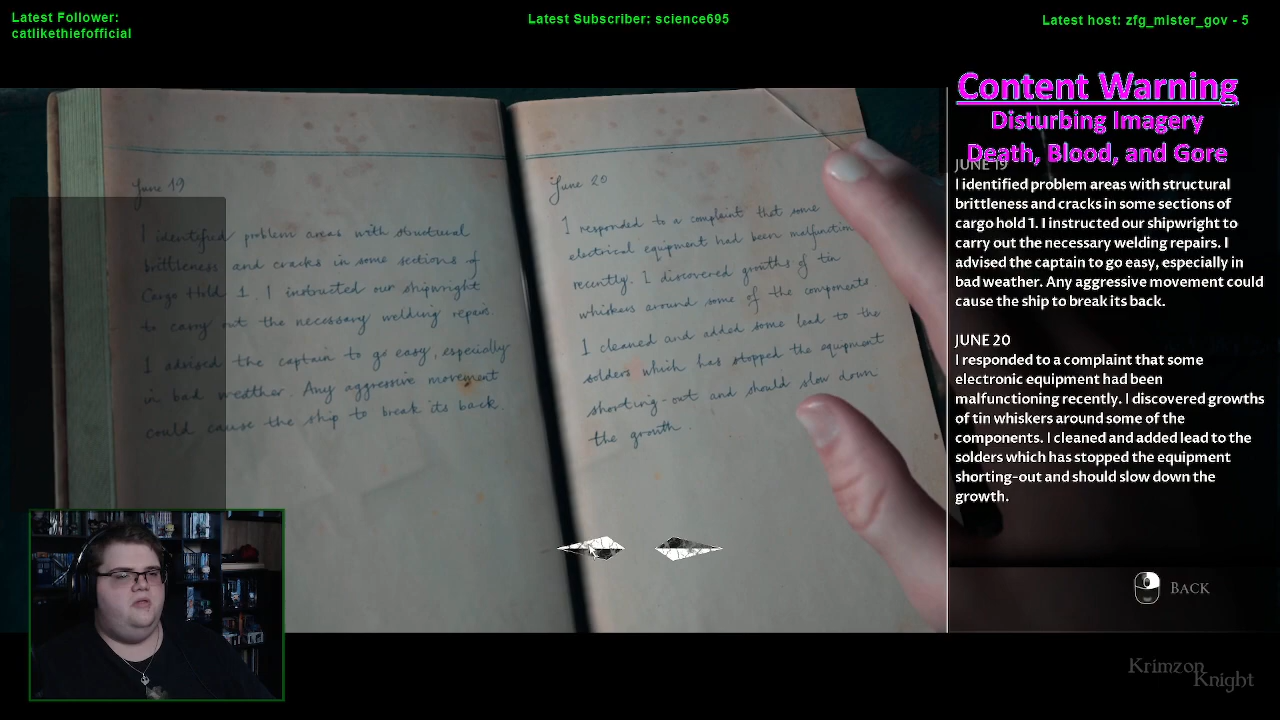 Latest Follower:
catlikethiefofficial
Latest Subscriber: science695
Latest host: zfg_mister_gov - 5
Content Warning
Disturbing Imagery
Death, Blood, and Gore
June 19
I identified problem areas with structural
brittleness and cracks in some sections of
Cargo Hold 1. I instructed our shipwright
to carry out the necessary welding repairs.
I advised the captain to go easy, especially
in bad weather. Any aggressive movement
could cause the ship to break its back.
June 20
I responded to a complaint that some
electrical equipment had been malfunction
recently. I discovered growths of tin
whiskers around some of the components.
I cleaned and added some lead to the
solders which has stopped the equipment
shorting-out and should slow down
the growth.
JUNE 19
I identified problem areas with structural
brittleness and cracks in some sections of
cargo hold 1. I instructed our shipwright to
carry out the necessary welding repairs. I
advised the captain to go easy, especially in
bad weather. Any aggressive movement could
cause the ship to break its back.
JUNE 20
I responded to a complaint that some
electronic equipment had been
malfunctioning recently. I discovered growths
of tin whiskers around some of the
components. I cleaned and added lead to the
solders which has stopped the equipment
shorting-out and should slow down the
growth.
BACK
Krimzon
Knight